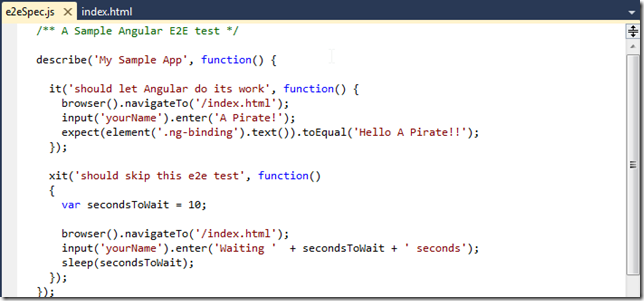 e2eSpec.js index.html
/** A Sample Angular E2E test */
describe('My Sample App', function() {
it('should let Angular do its work', function() {
browser().navigateTo('/index.html');
input('yourName').enter('A Pirate!');
expect(element('.ng-binding').text()).toEqual('Hello A Pirate!!');
});
xit('should skip this e2e test', function()
{
var secondsToWait = 10;
browser().navigateTo('/index.html');
input('yourName').enter('Waiting '  + secondsToWait + ' seconds');
sleep(secondsToWait);
});
});